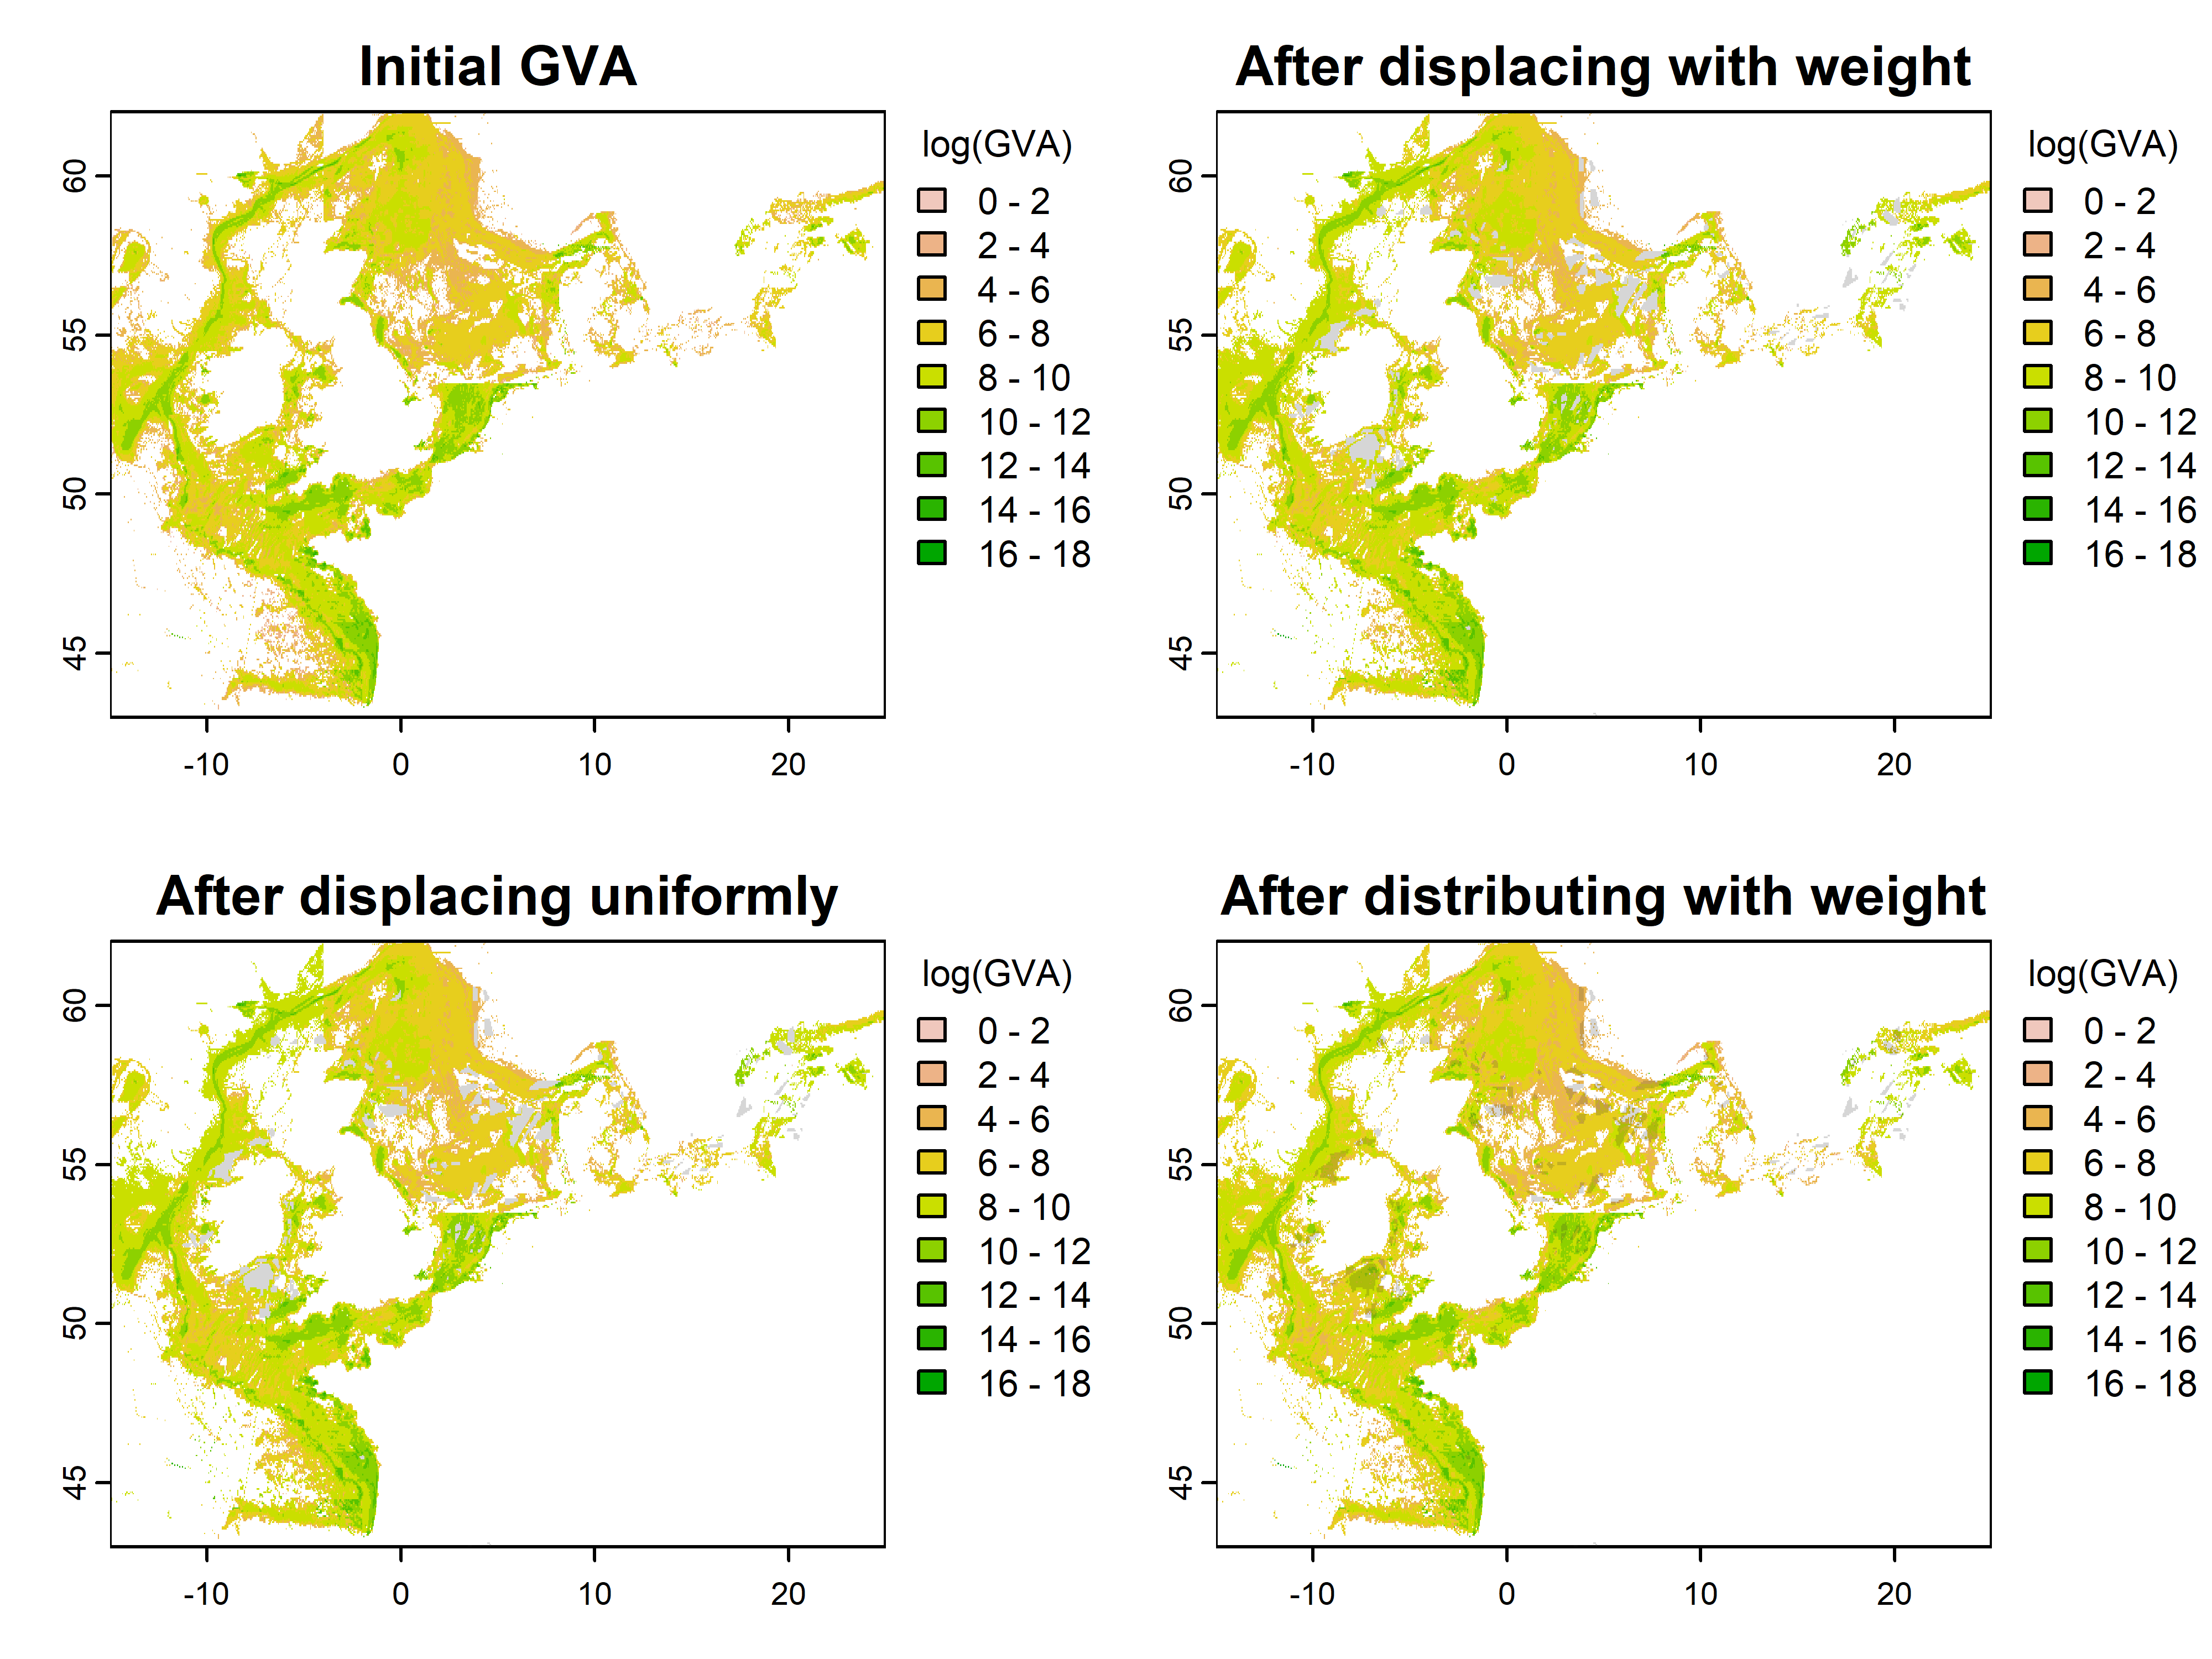 Initial GVA
60
55
50
45
-10
0
10
20
log(GVA)
0 - 2
2 - 4
4 - 6
6 - 8
8 - 10
10 - 12
12 - 14
14 - 16
16 - 18
After displacing with weight
60
55
50
45
-10
0
10
20
log(GVA)
0 - 2
2 - 4
4 - 6
6 - 8
8 - 10
10 - 12
12 - 14
14 - 16
16 - 18
After displacing uniformly
60
55
50
45
-10
0
10
20
log(GVA)
0 - 2
2 - 4
4 - 6
6 - 8
8 - 10
10 - 12
12 - 14
14 - 16
16 - 18
After distributing with weight
60
55
50
45
-10
0
10
20
log(GVA)
0 - 2
2 - 4
4 - 6
6 - 8
8 - 10
10 - 12
12 - 14
14 - 16
16 - 18